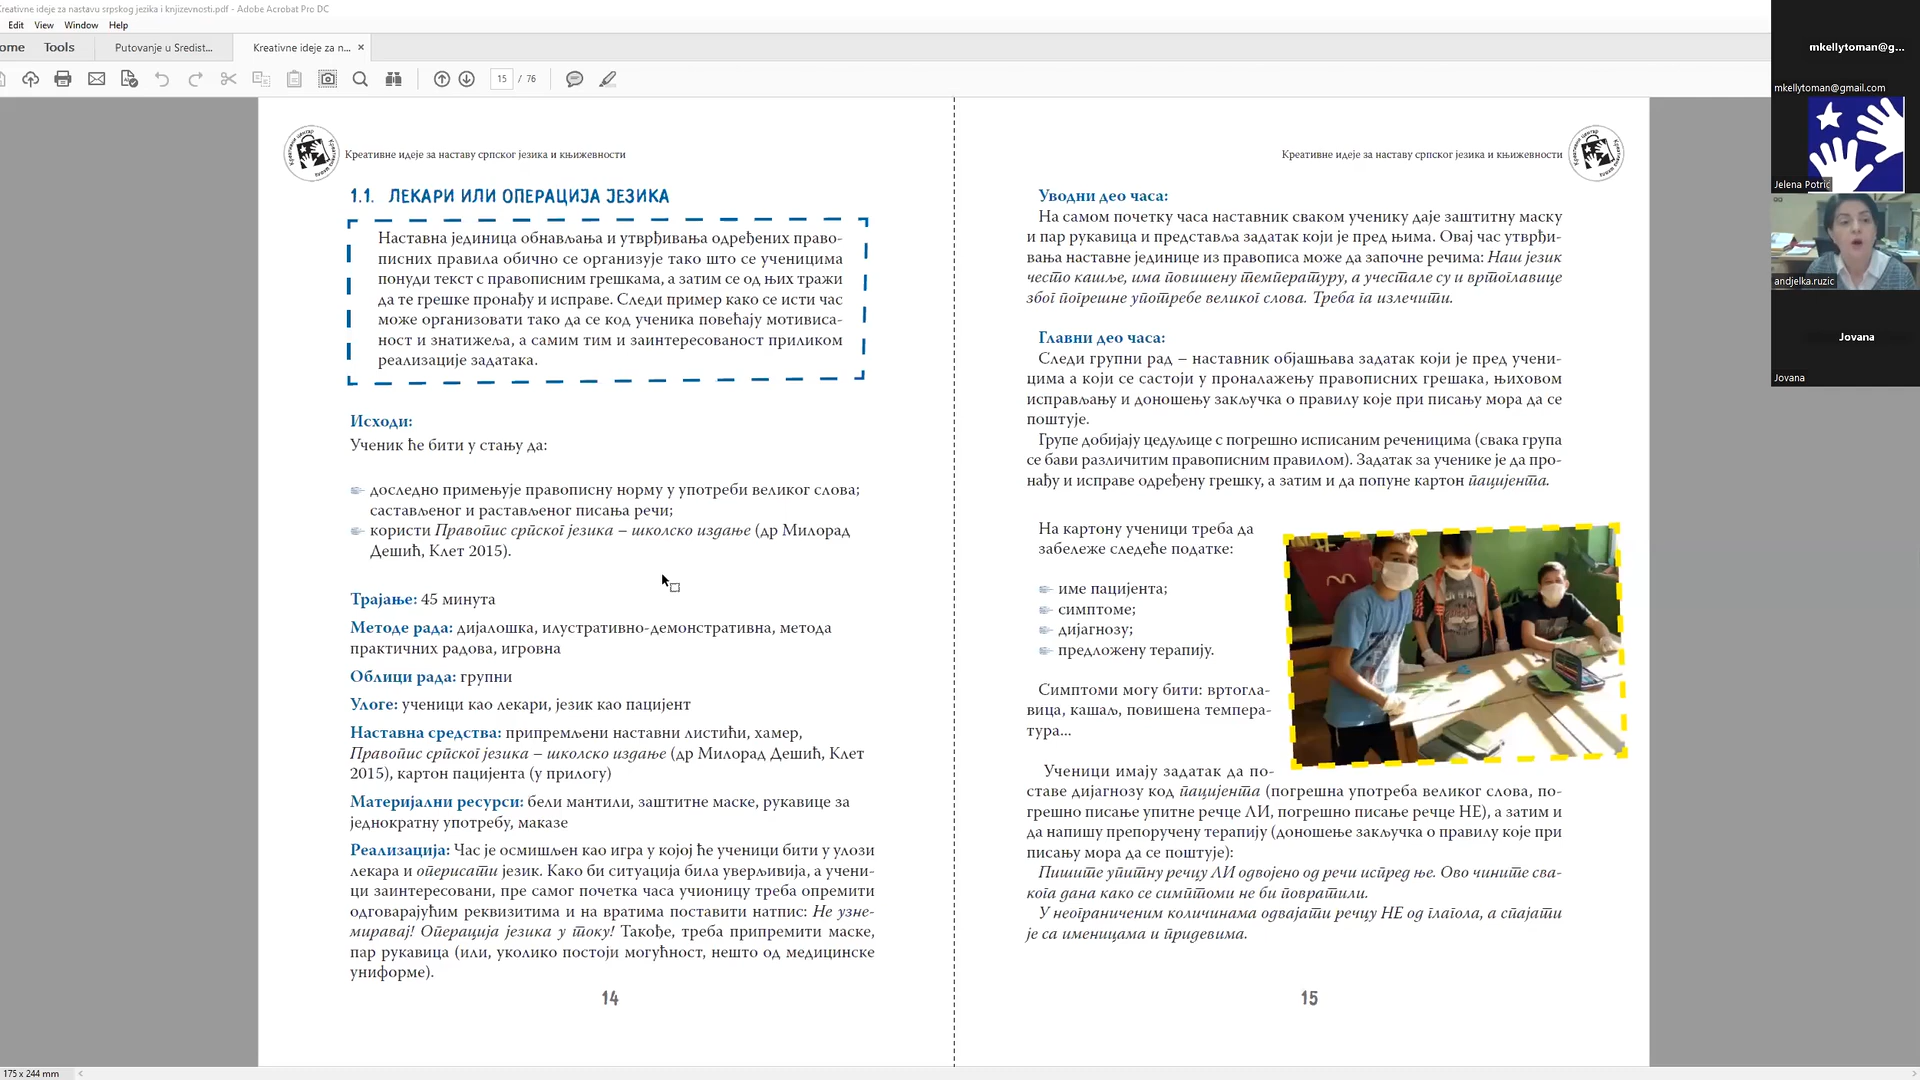 Creativne ideje za nastavu srpskog jezika i knjizevnosti.pdf - Adobe Acrobat Pro DC
Edit View Window Help
ome Tools Putovanje u Sredist... Kreativne ideje za n... ×
15 / 76
Креативне идеје за наставу српског језика и књижевности
1.1. ЛЕКАРИ ИЛИ ОПЕРАЦИЈА ЈЕЗИКА
Наставна јединица обнављања и утврђивања одређених право-
писних правила обично се организује тако што се ученицима
понуди текст с правописним грешкама, а затим се од њих тражи
да те грешке пронађу и исправе. Следи пример како се исти час
може организовати тако да се код ученика повећају мотивиса-
ност и знатижеља, а самим тим и заинтересованост приликом
реализације задатака.
Исходи:
Ученик ће бити у стању да:
доследно примењује правописну норму у употреби великог слова;
састављеног и растављеног писања речи;
користи Правопис српског језика – школско издање (др Милорад
Дешић, Клет 2015).
Трајање: 45 минута
Методе рада: дијалошка, илустративно-демонстративна, метода
практичних радова, игровна
Облици рада: групни
Улоге: ученици као лекари, језик као пацијент
Наставна средства: припремљени наставни листићи, хамер,
Правопис српског језика – школско издање (др Милорад Дешић, Клет
2015), картон пацијента (у прилогу)
Материјални ресурси: бели мантили, заштитне маске, рукавице за
једнократну употребу, маказе
Реализација: Час је осмишљен као игра у којој ће ученици бити у улози
лекара и оперисати језик. Како би ситуација била уверљивија, а учени-
ци заинтересовани, пре самог почетка часа учионицу треба опремити
одговарајућим реквизитима и на вратима поставити натпис: Не узне-
миравај! Операција језика у току! Такође, треба припремити маске,
пар рукавица (или, уколико постоји могућност, нешто од медицинске
униформе).
14
Креативне идеје за наставу српског језика и књижевности
Уводни део часа:
На самом почетку часа наставник сваком ученику даје заштитну маску
и пар рукавица и представља задатак који је пред њима. Овај час утврђи-
вања наставне јединице из правописа може да започне речима: Наш језик
често кашље, има повишену температуру, а учестале су и вртоглавице
због погрешне употребе великог слова. Треба га излечити.
Главни део часа:
Следи групни рад – наставник објашњава задатак који је пред учени-
цима а који се састоји у проналажењу правописних грешака, њиховом
исправљању и доношењу закључка о правилу које при писању мора да се
поштује.
Групе добијају цедуљице с погрешно исписаним реченицима (свака група
се бави различитим правописним правилом). Задатак за ученике је да про-
нађу и исправе одређену грешку, а затим и да попуне картон пацијента.
На картону ученици треба да
забележе следеће податке:
име пацијента;
симптоме;
дијагнозу;
предложену терапију.
Симптоми могу бити: вртогла-
вица, кашаљ, повишена темпера-
тура...
Ученици имају задатак да по-
ставе дијагнозу код пацијента (погрешна употреба великог слова, по-
грешно писање упитне речце ЛИ, погрешно писање речце НЕ), а затим и
да напишу препоручену терапију (доношење закључка о правилу које при
писању мора да се поштује):
Пишите упитну речцу ЛИ одвојено од речи испред ње. Ово чините сва-
кога дана како се симптоми не би повратили.
У неограниченим количинама одвајати речцу НЕ од глагола, а спајати
је са именицама и придевима.
15
175 x 244 mm
mkellytoman@g...
mkellytoman@gmail.com
Jelena Potrić
andjelka.ruzic
Jovana
Jovana